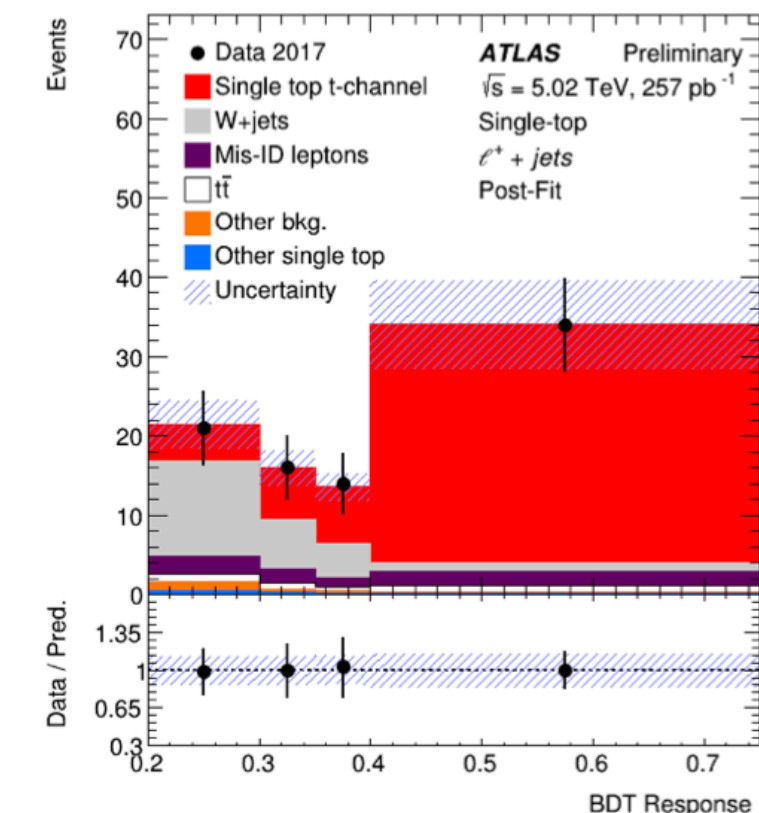 Events
70
60
50
40
30
20
10
0
Data 2017
Single top t-channel
W+jets
Mis-ID leptons
tt̄
Other bkg.
Other single top
Uncertainty
ATLAS Preliminary
√s = 5.02 TeV, 257 pb⁻¹
Single-top
ℓ⁺ + jets
Post-Fit
Data / Pred.
1.35
1
0.65
0.3
0.2 0.3 0.4 0.5 0.6 0.7
BDT Response